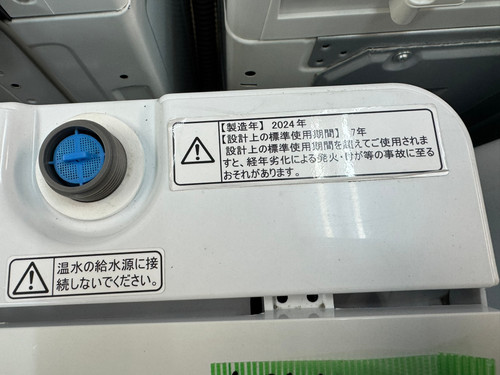 【製造年】 2024年
【設計上の標準使用期間】 7年
設計上の標準使用期間を超えてご使用されま
すと、経年劣化による発火・けが等の事故に至る
おそれがあります。
温水の給水源に接
続しないでください。